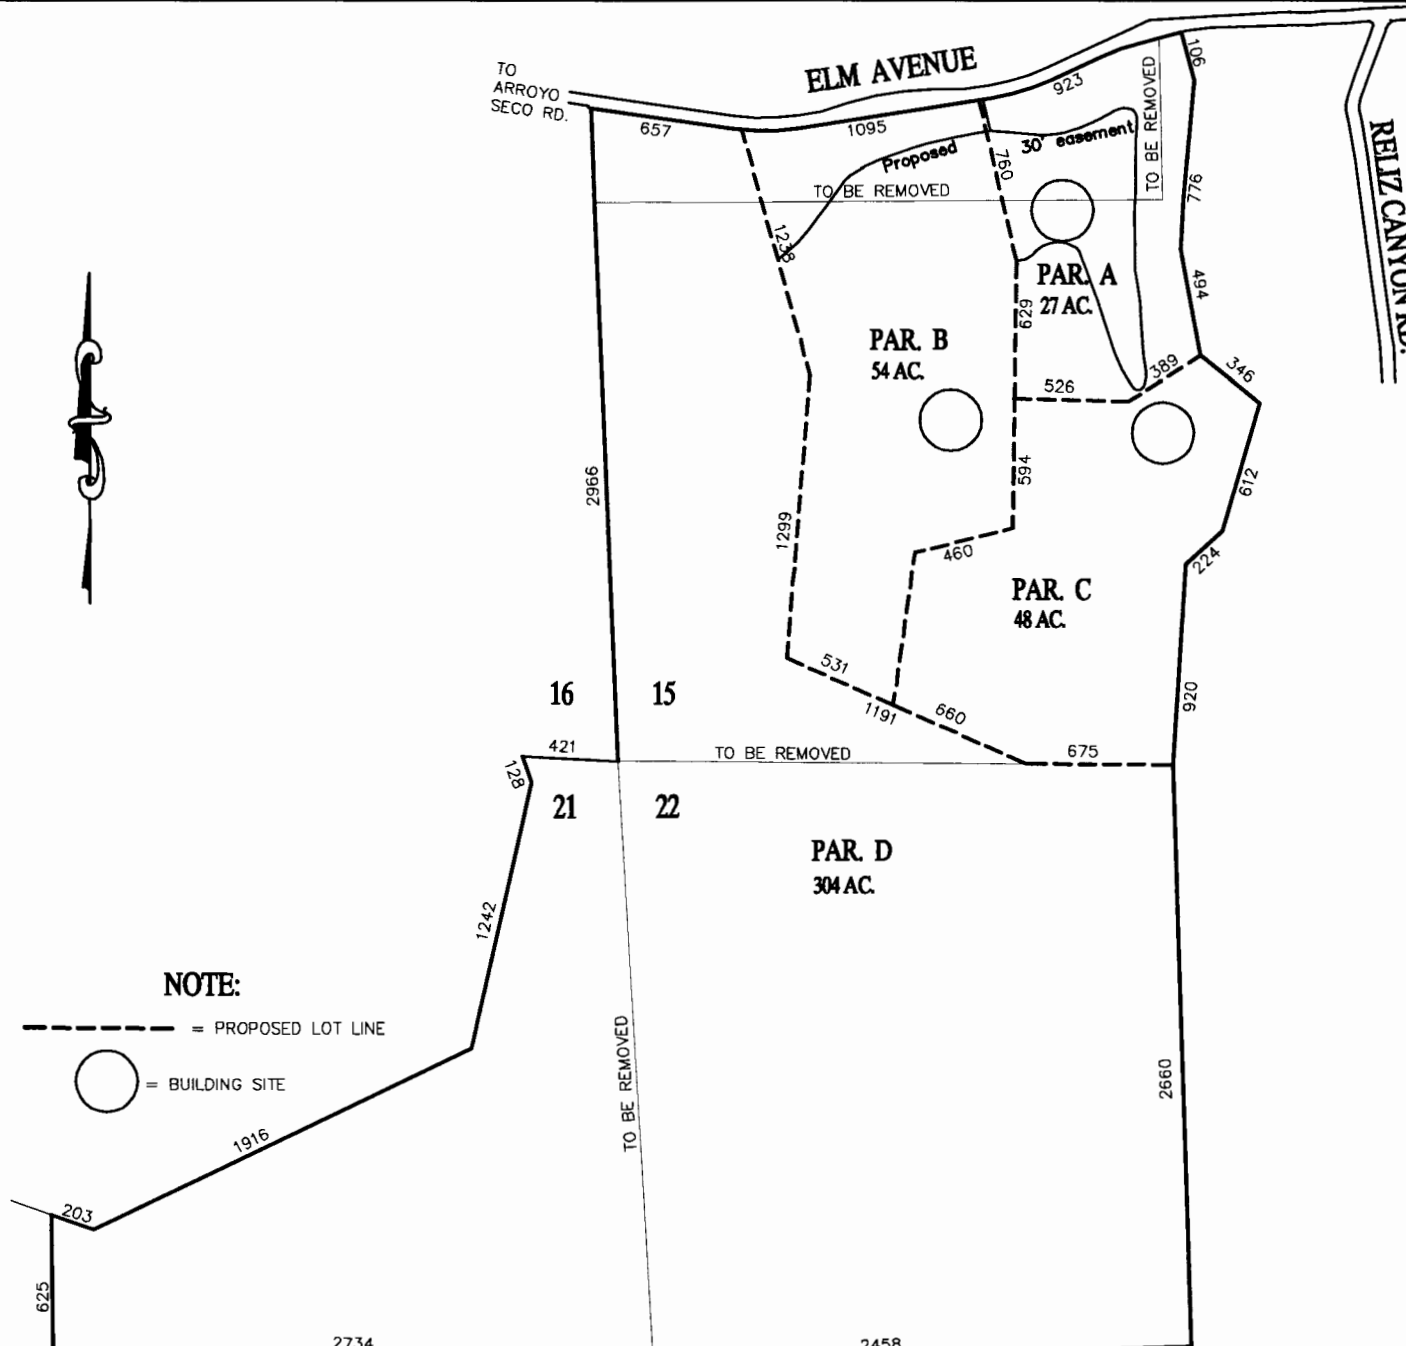 TO
ARROYO
SECO RD.
ELM AVENUE
657
1095
923
106
TO BE REMOVED
Proposed
30' easement
760
TO BE REMOVED
776
RELIZ CANYON RD.
1238
PAR. A
27 AC.
494
629
PAR. B
54 AC.
526
389
346
2966
594
612
1299
460
224
PAR. C
48 AC.
531
1191
660
920
16
15
421
TO BE REMOVED
675
128
21
22
PAR. D
304 AC.
1242
NOTE:
= PROPOSED LOT LINE
= BUILDING SITE
TO BE REMOVED
2660
1916
203
625
2734
2458